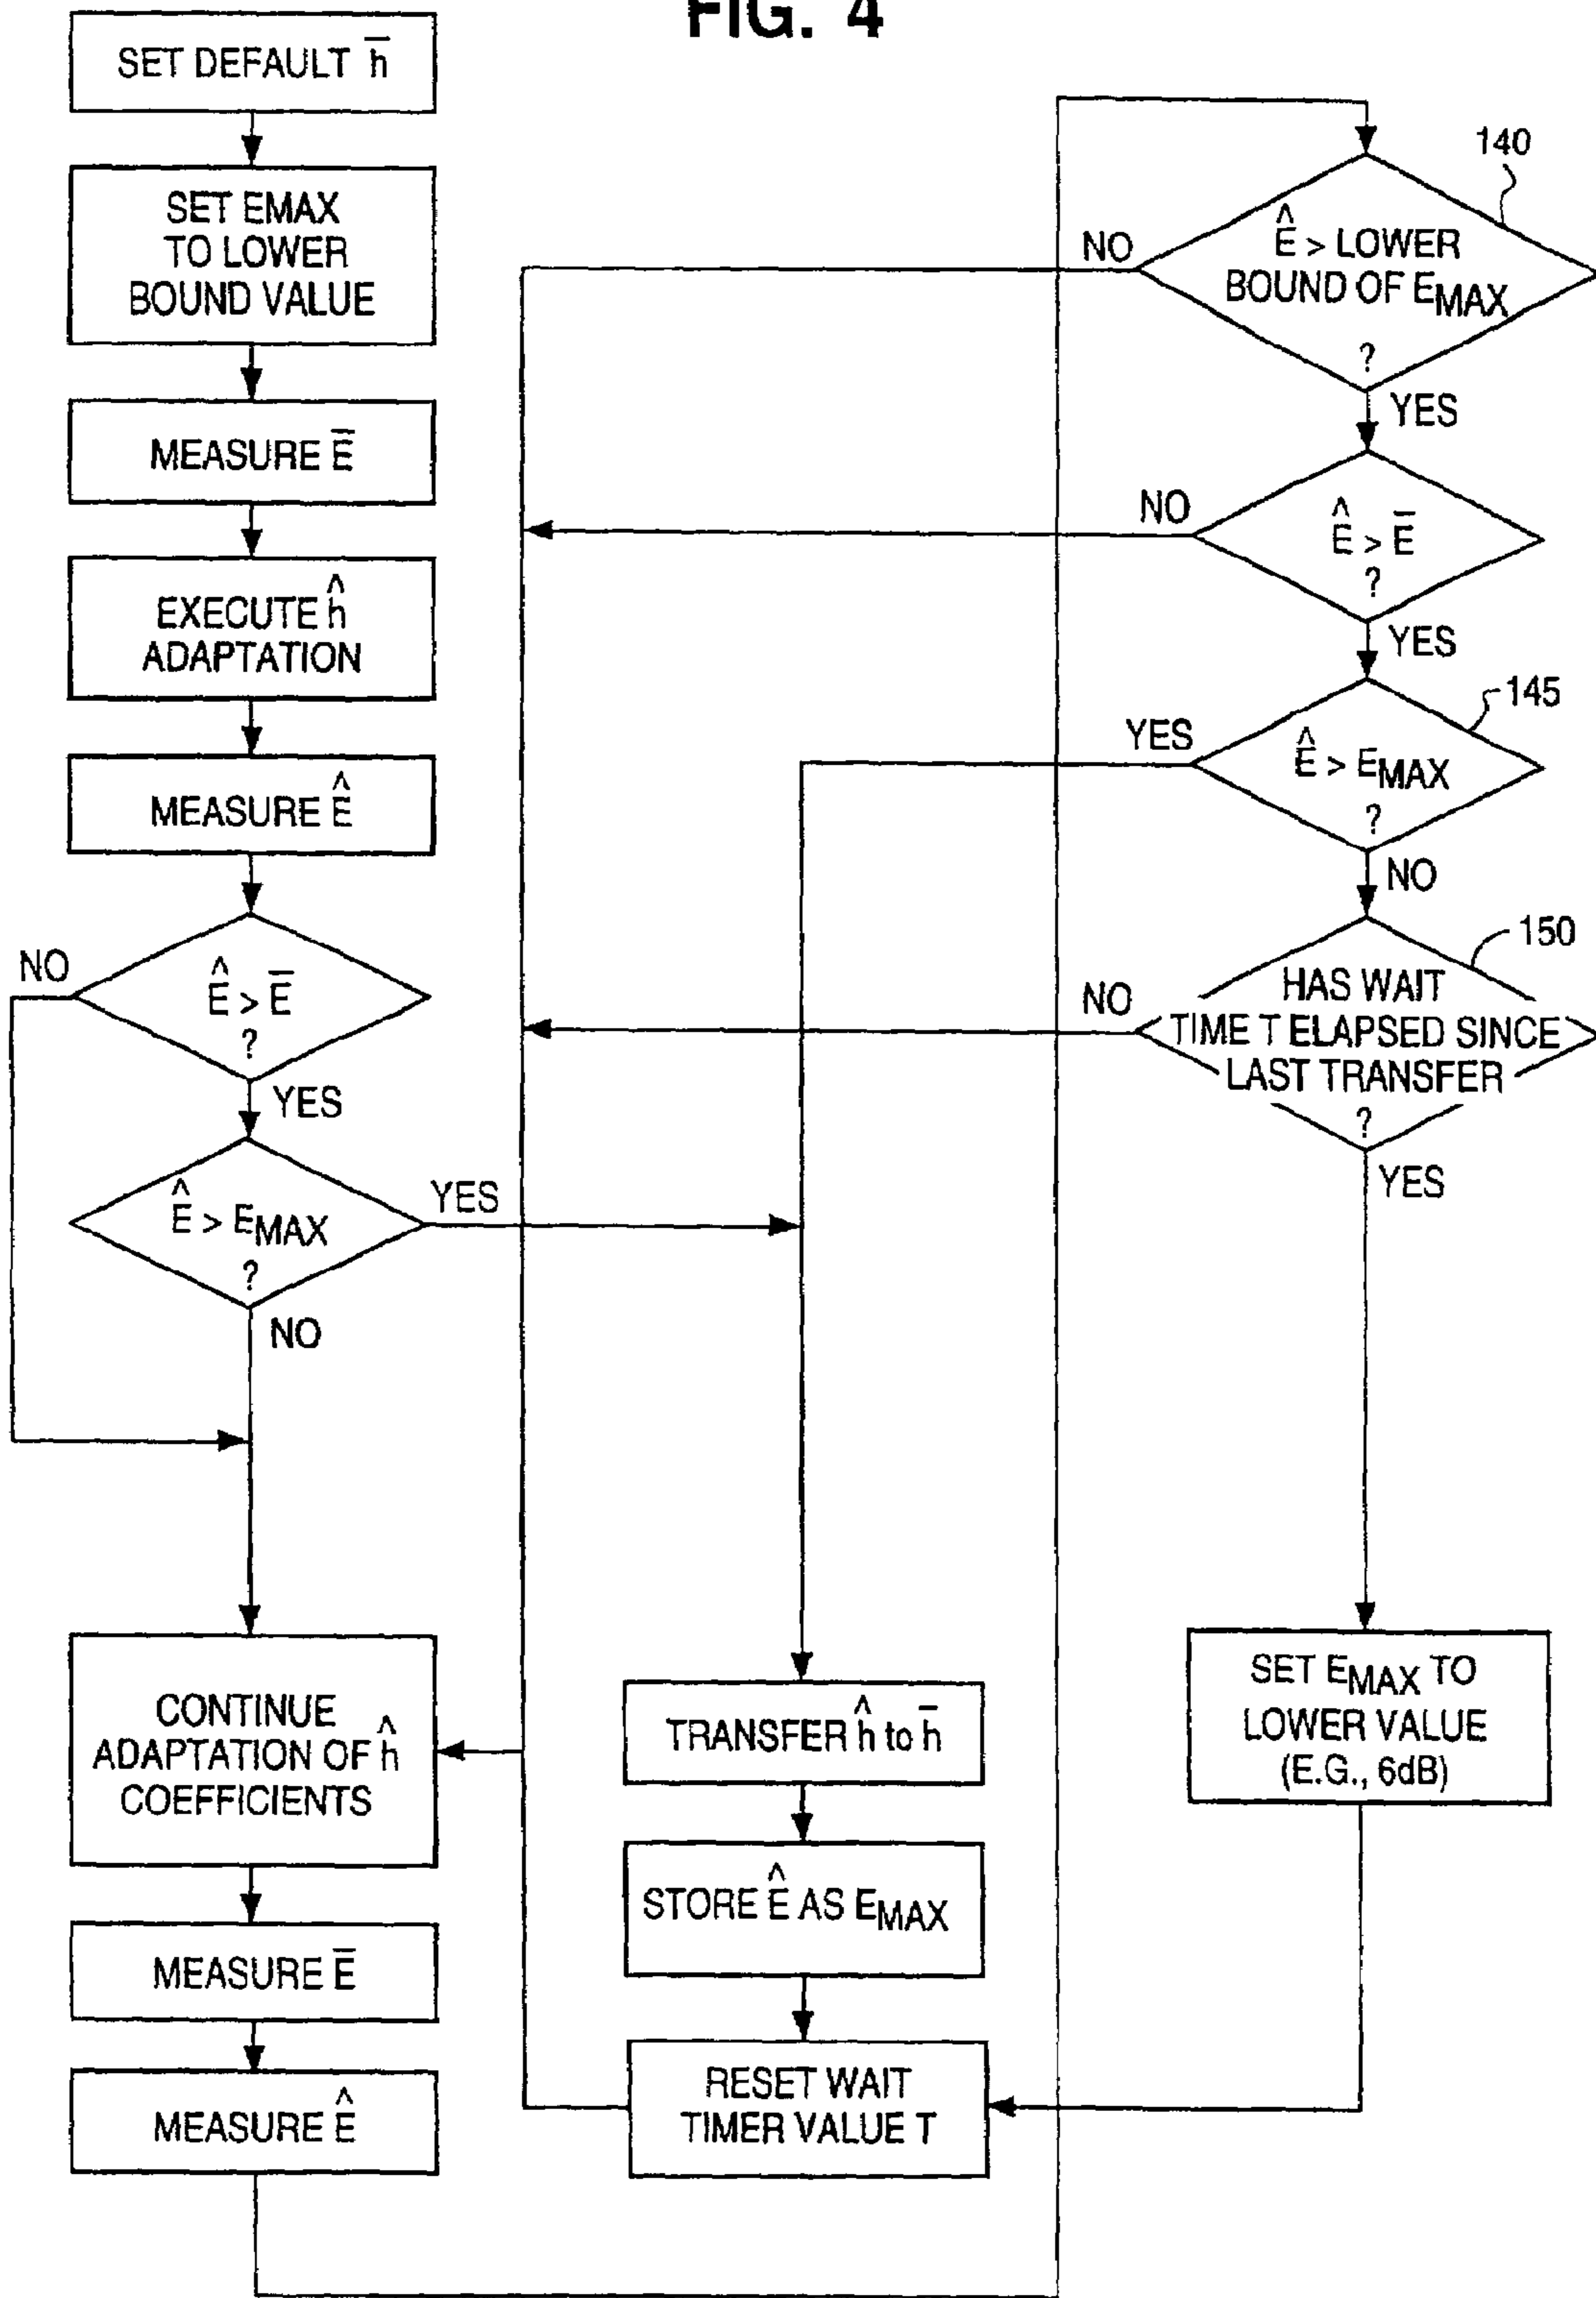 FIG. 4
SET DEFAULT h̄
SET EMAX
TO LOWER
BOUND VALUE
MEASURE Ē
EXECUTE ĥ
ADAPTATION
MEASURE Ê
Ê > Ē
?
NO
YES
Ê > EMAX
?
YES
NO
CONTINUE
ADAPTATION OF ĥ
COEFFICIENTS
MEASURE Ē
MEASURE Ê
TRANSFER ĥ to h̄
STORE Ê AS EMAX
RESET WAIT
TIMER VALUE T
140
Ê > LOWER
BOUND OF EMAX
?
NO
YES
Ê > Ē
?
NO
YES
145
Ê > EMAX
?
YES
NO
150
HAS WAIT
TIME T ELAPSED SINCE
LAST TRANSFER
?
NO
YES
SET EMAX TO
LOWER VALUE
(E.G., 6dB)